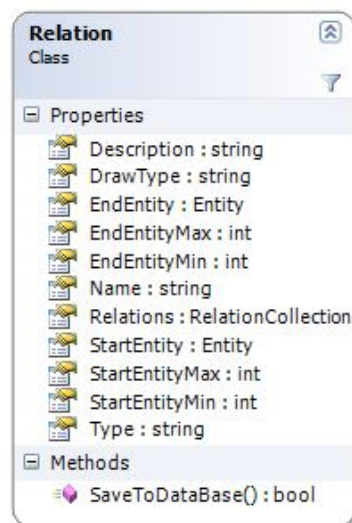 Relation
Class
Properties
Description : string
DrawType : string
EndEntity : Entity
EndEntityMax : int
EndEntityMin : int
Name : string
Relations : RelationCollection
StartEntity : Entity
StartEntityMax : int
StartEntityMin : int
Type : string
Methods
SaveToDataBase() : bool